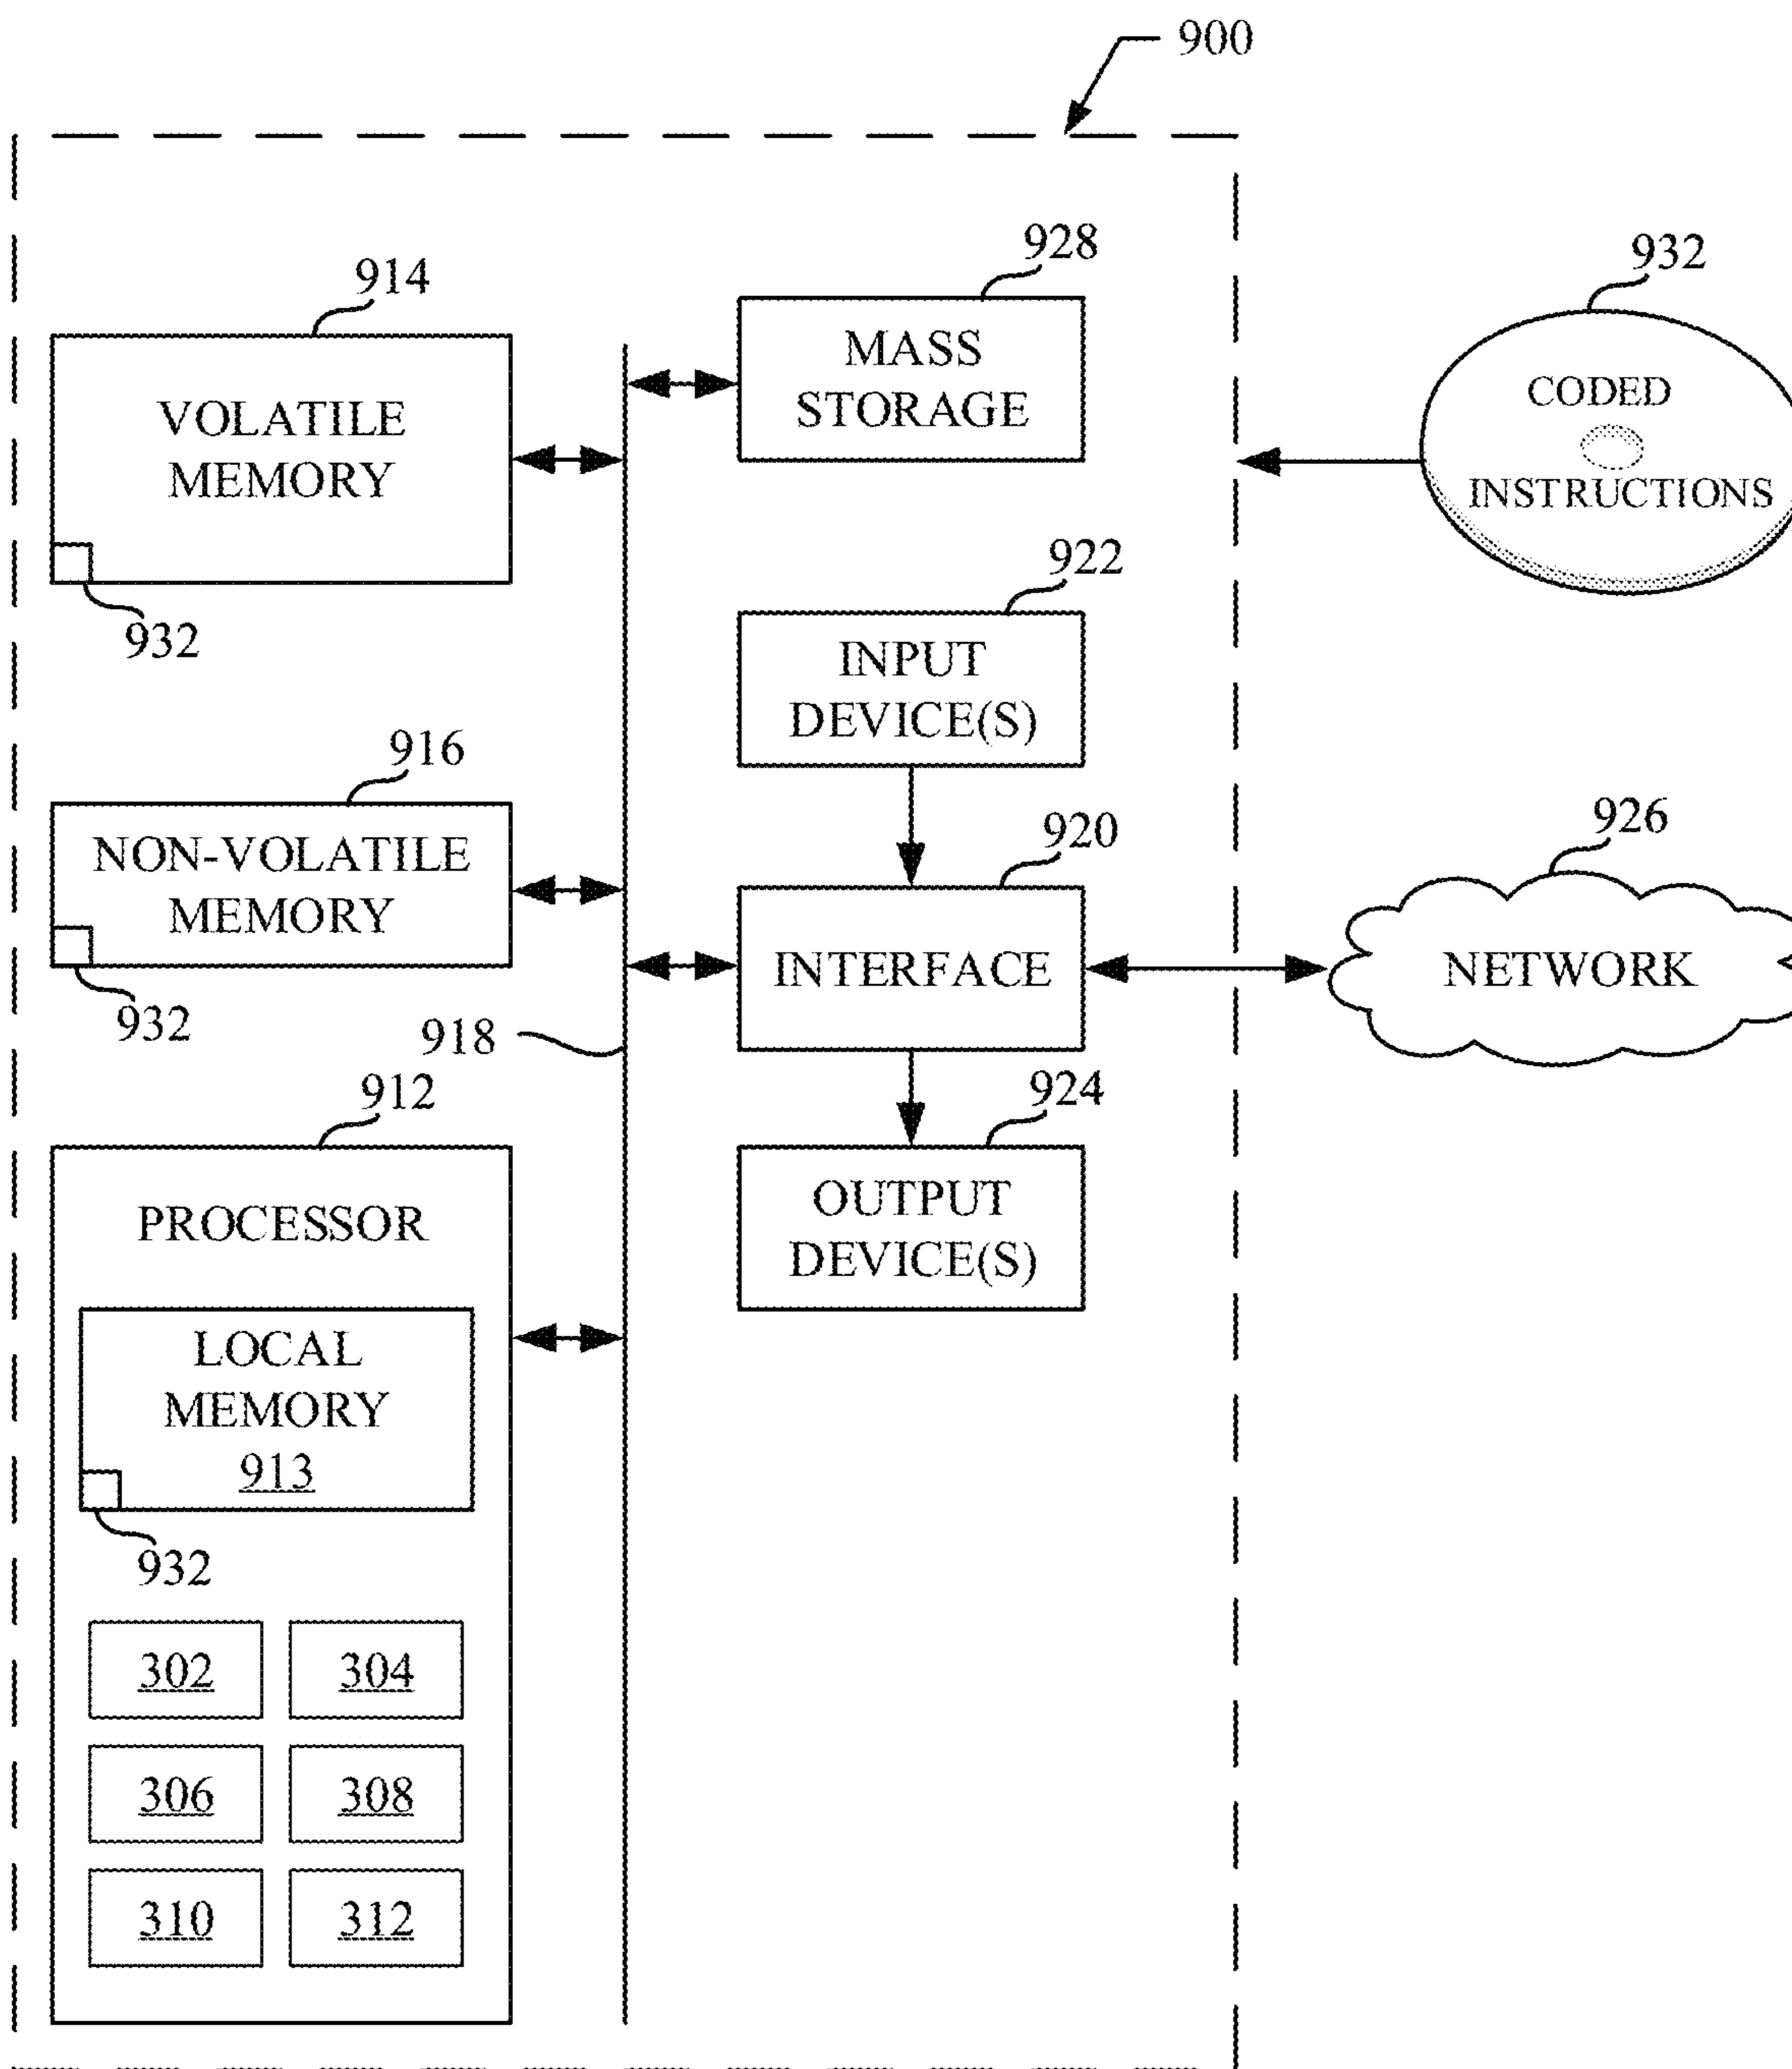 900
928
914
932
MASS
STORAGE
VOLATILE
MEMORY
CODED
INSTRUCTIONS
932
922
INPUT
DEVICE(S)
916
NON-VOLATILE
MEMORY
932
920
INTERFACE
926
NETWORK
918
912
924
OUTPUT
DEVICE(S)
PROCESSOR
LOCAL
MEMORY
913
932
302
304
306
308
310
312